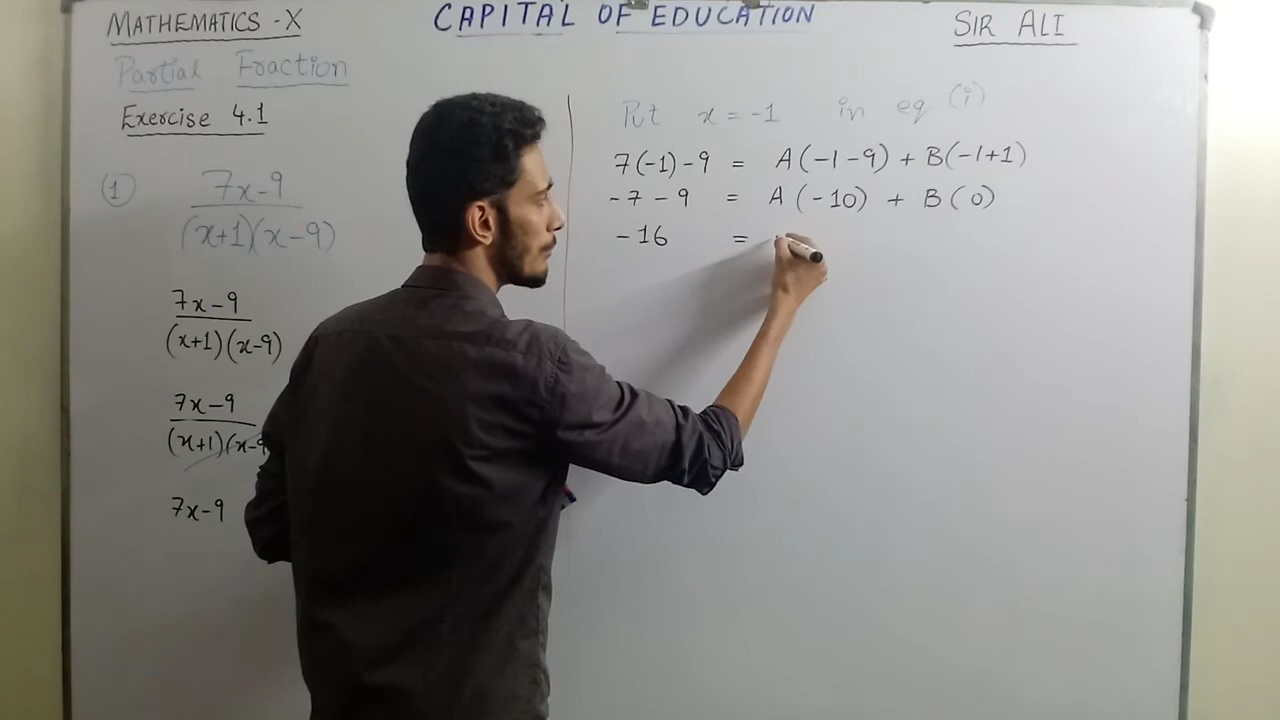 MATHEMATICS - X
CAPITAL OF EDUCATION
SIR ALI
Partial Fraction
Exercise 4.1
(1) 7x-9
(x+1)(x-9)
7x-9
(x+1)(x-9)
7x-9
(x+1)(x-9
7x-9
Put x = -1 in eq (i)
7(-1)-9 = A(-1-9) + B(-1+1)
-7-9 = A(-10) + B(0)
-16 =